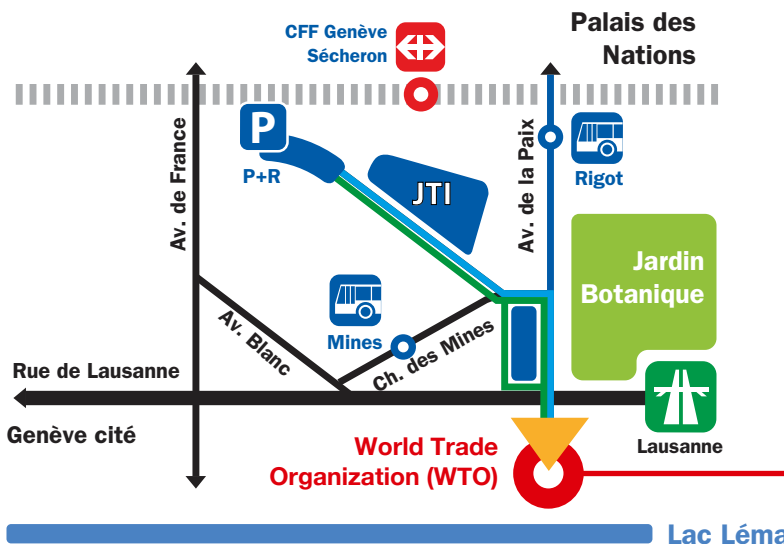 CFF Genève
Sécheron
Palais des
Nations
P
P+R
JTI
Av. de France
Av. de la Paix
Rigot
Jardin
Botanique
Mines
Av. Blanc
Ch. des Mines
Rue de Lausanne
Genève cité
Lausanne
World Trade
Organization (WTO)
Lac Léma